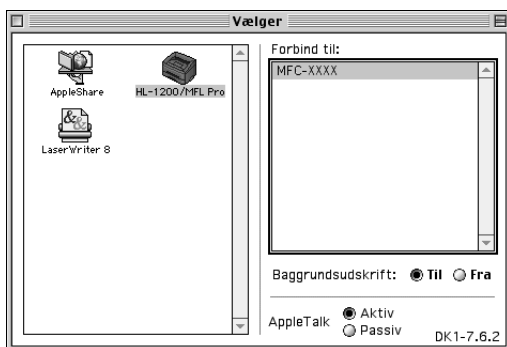 Vælger
AppleShare
HL-1200/MFL Pro
LaserWriter 8
Forbind til:
MFC-XXXX
Baggrundsudskrift: Til Fra
AppleTalk Aktiv
Passiv
DK1-7.6.2